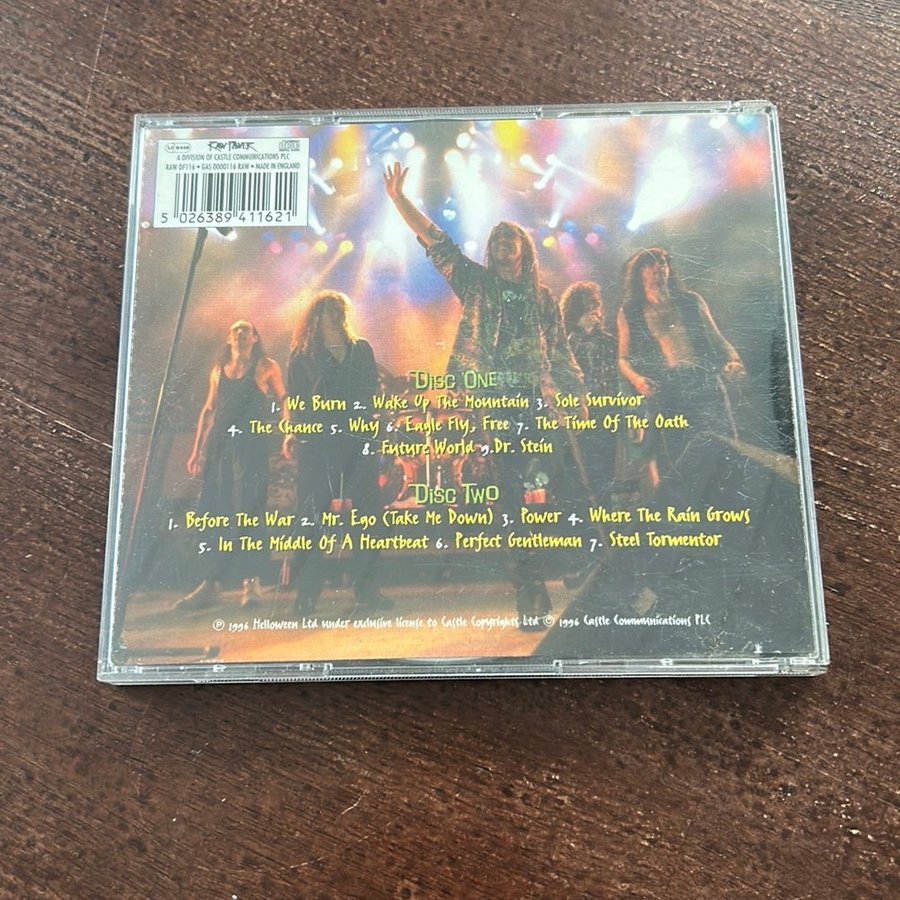 LC 6448 RAW POWER COMPACT disc
A DIVISION OF CASTLE COMMUNICATIONS PLC
RAW DF116 • GAS 0000116 RAW • MADE IN ENGLAND
5 026389 411621
Disc One
1. We Burn 2. Wake Up The Mountain 3. Sole Survivor
4. The Chance 5. Why 6. Eagle Fly, Free 7. The Time Of The Oath
8. Future World 9. Dr. Stein
Disc Two
1. Before The War 2. Mr. Ego (Take Me Down) 3. Power 4. Where The Rain Grows
5. In The Middle Of A Heartbeat 6. Perfect Gentleman 7. Steel Tormentor
℗ 1996 Helloween Ltd under exclusive license to Castle Copyrights Ltd © 1996 Castle Communications PLC